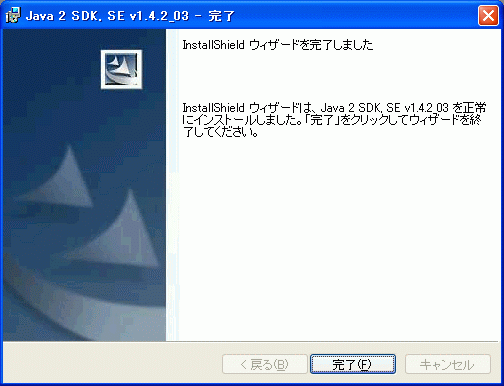 Java 2 SDK, SE v1.4.2_03 - 完了
InstallShield ウィザードを完了しました
InstallShield ウィザードは、Java 2 SDK, SE v1.4.2_03 を正常
にインストールしました。「完了」をクリックしてウィザードを終
了してください。
< 戻る(B)
完了(F)
キャンセル